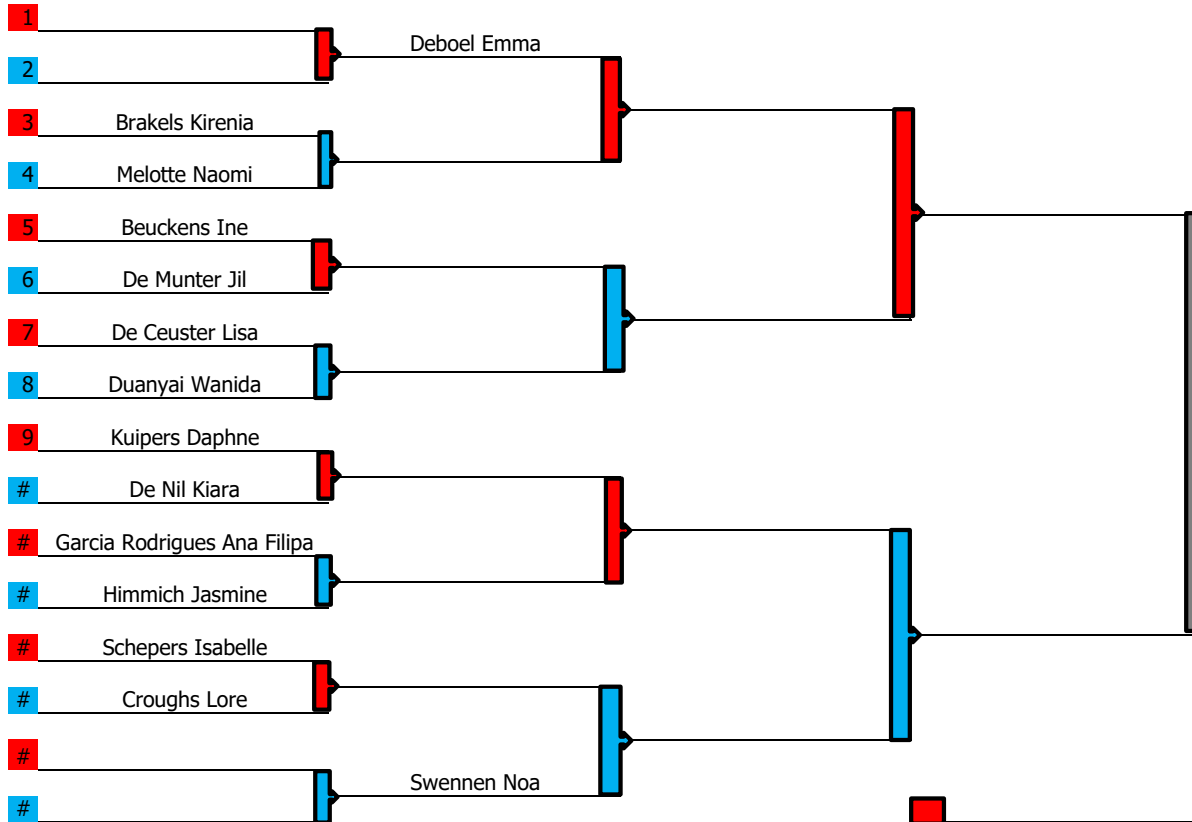 1
Deboel Emma
2
3 Brakels Kirenia
4 Melotte Naomi
5 Beuckens Ine
6 De Munter Jil
7 De Ceuster Lisa
8 Duanyai Wanida
9 Kuipers Daphne
# De Nil Kiara
# Garcia Rodrigues Ana Filipa
# Himmich Jasmine
# Schepers Isabelle
# Croughs Lore
#
Swennen Noa
#